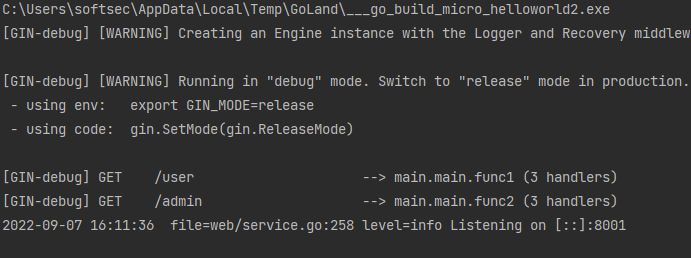 C:\Users\softsec\AppData\Local\Temp\GoLand\___go_build_micro_helloworld2.exe
[GIN-debug] [WARNING] Creating an Engine instance with the Logger and Recovery middlew
[GIN-debug] [WARNING] Running in "debug" mode. Switch to "release" mode in production.
- using env:   export GIN_MODE=release
- using code:  gin.SetMode(gin.ReleaseMode)
[GIN-debug] GET    /user                     --> main.main.func1 (3 handlers)
[GIN-debug] GET    /admin                    --> main.main.func2 (3 handlers)
2022-09-07 16:11:36  file=web/service.go:258 level=info Listening on [::]:8001